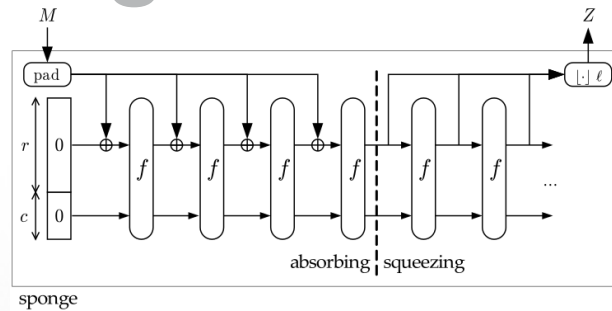 M Z
pad ⌊·⌋ ℓ
r 0 ⊕ f ⊕ f ⊕ f ⊕ f f f f
c 0 ...
absorbing squeezing
sponge